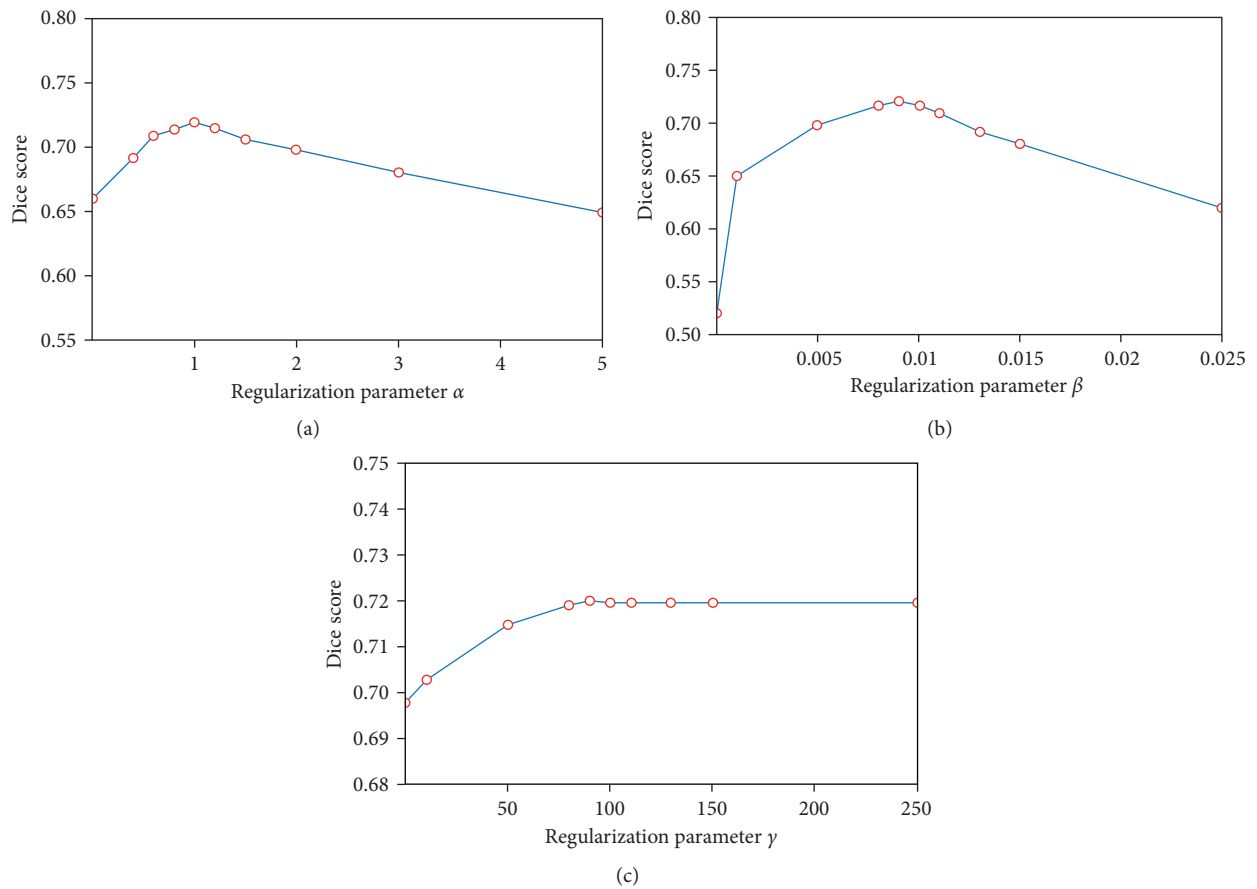 0.80
0.75
0.70
0.65
0.60
0.55
Dice score
1 2 3 4 5
Regularization parameter α
(a)
0.80
0.75
0.70
0.65
0.60
0.55
0.50
Dice score
0.005 0.01 0.015 0.02 0.025
Regularization parameter β
(b)
0.75
0.74
0.73
0.72
0.71
0.70
0.69
0.68
Dice score
50 100 150 200 250
Regularization parameter γ
(c)